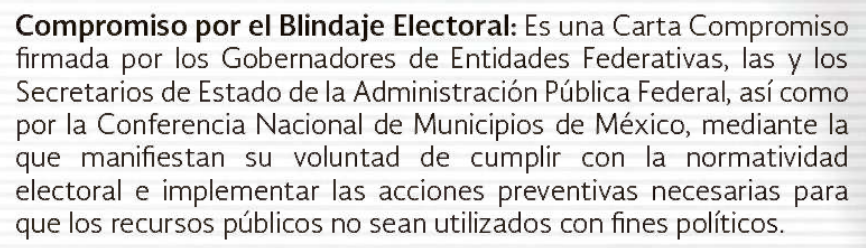 Compromiso por el Blindaje Electoral: Es una Carta Compromiso
firmada por los Gobernadores de Entidades Federativas, las y los
Secretarios de Estado de la Administración Pública Federal, así como
por la Conferencia Nacional de Municipios de México, mediante la
que manifiestan su voluntad de cumplir con la normatividad
electoral e implementar las acciones preventivas necesarias para
que los recursos públicos no sean utilizados con fines políticos.